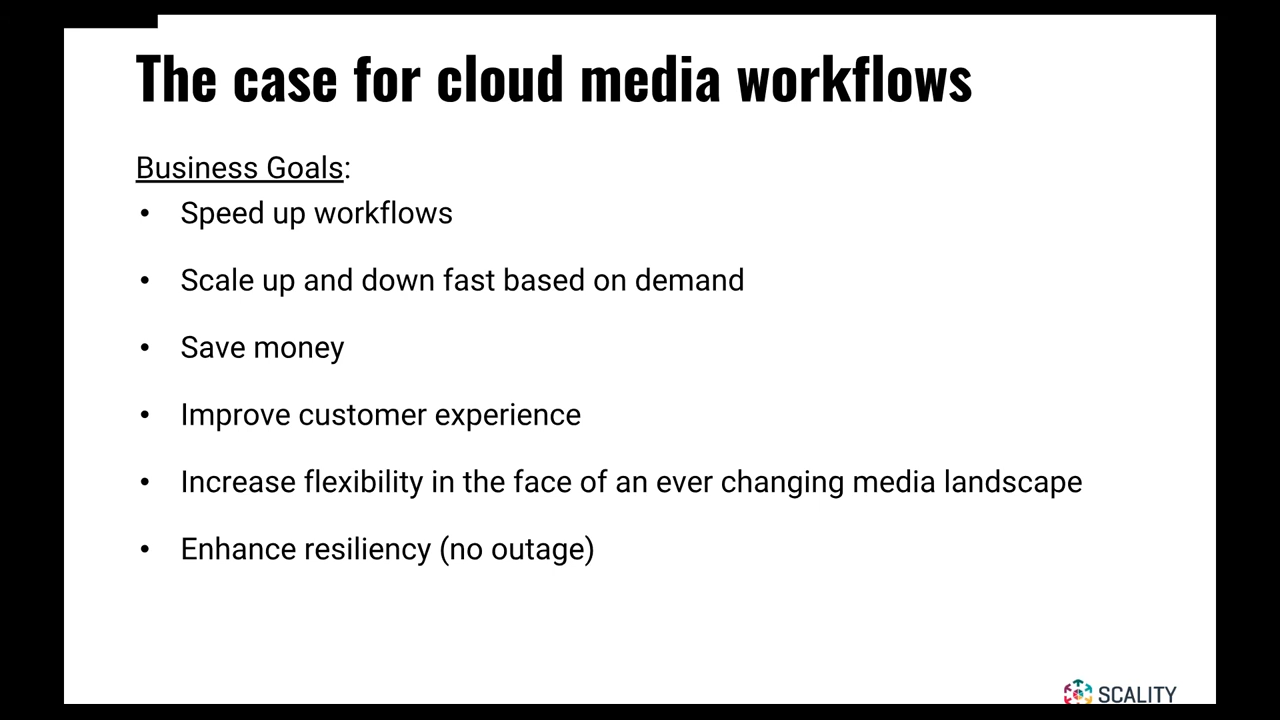 The case for cloud media workflows
Business Goals:
• Speed up workflows
• Scale up and down fast based on demand
• Save money
• Improve customer experience
• Increase flexibility in the face of an ever changing media landscape
• Enhance resiliency (no outage)
SCALITY